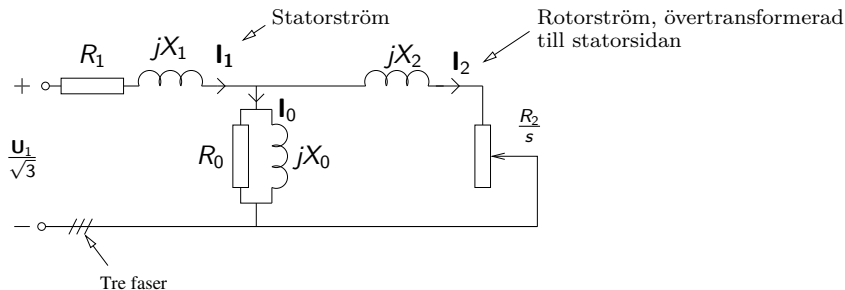 Statorström
Rotorström, övertransformerad
till statorsidan
R₁
jX₁
I₁
jX₂
I₂
+
I₀
R₀
jX₀
R₂/s
U₁/√3
−
Tre faser